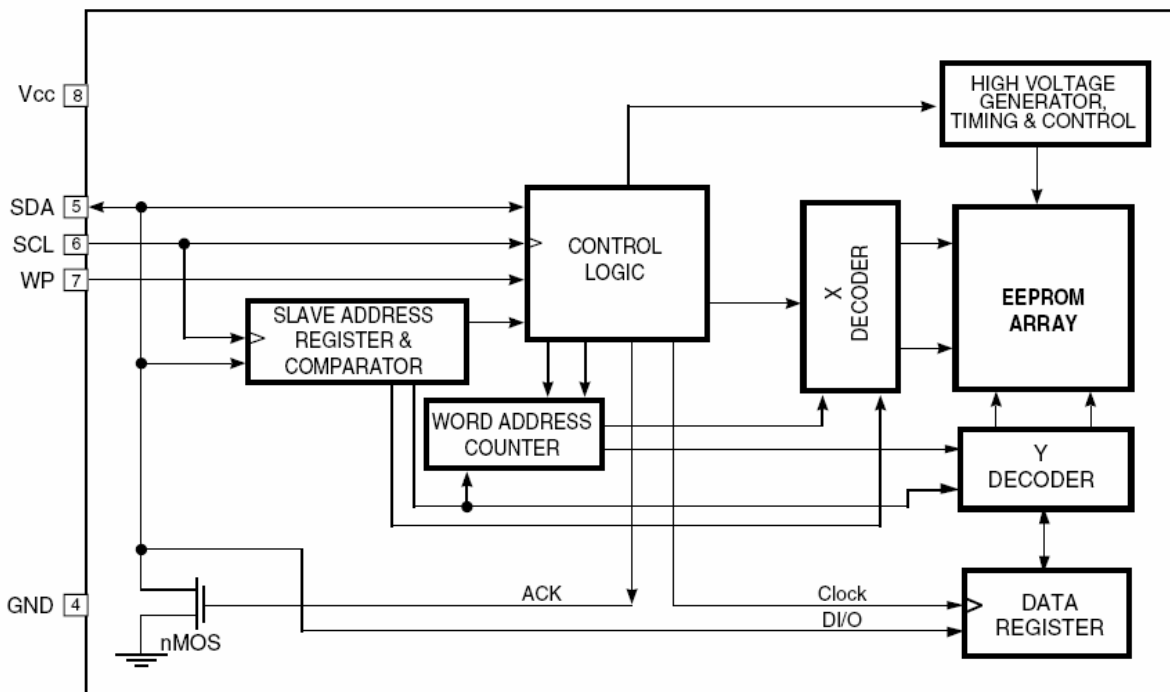 Vcc 8
HIGH VOLTAGE
GENERATOR,
TIMING & CONTROL
SDA 5
SCL 6
WP 7
CONTROL
LOGIC
X
DECODER
EEPROM
ARRAY
SLAVE ADDRESS
REGISTER &
COMPARATOR
WORD ADDRESS
COUNTER
Y
DECODER
GND 4
nMOS
ACK
Clock
DI/O
DATA
REGISTER